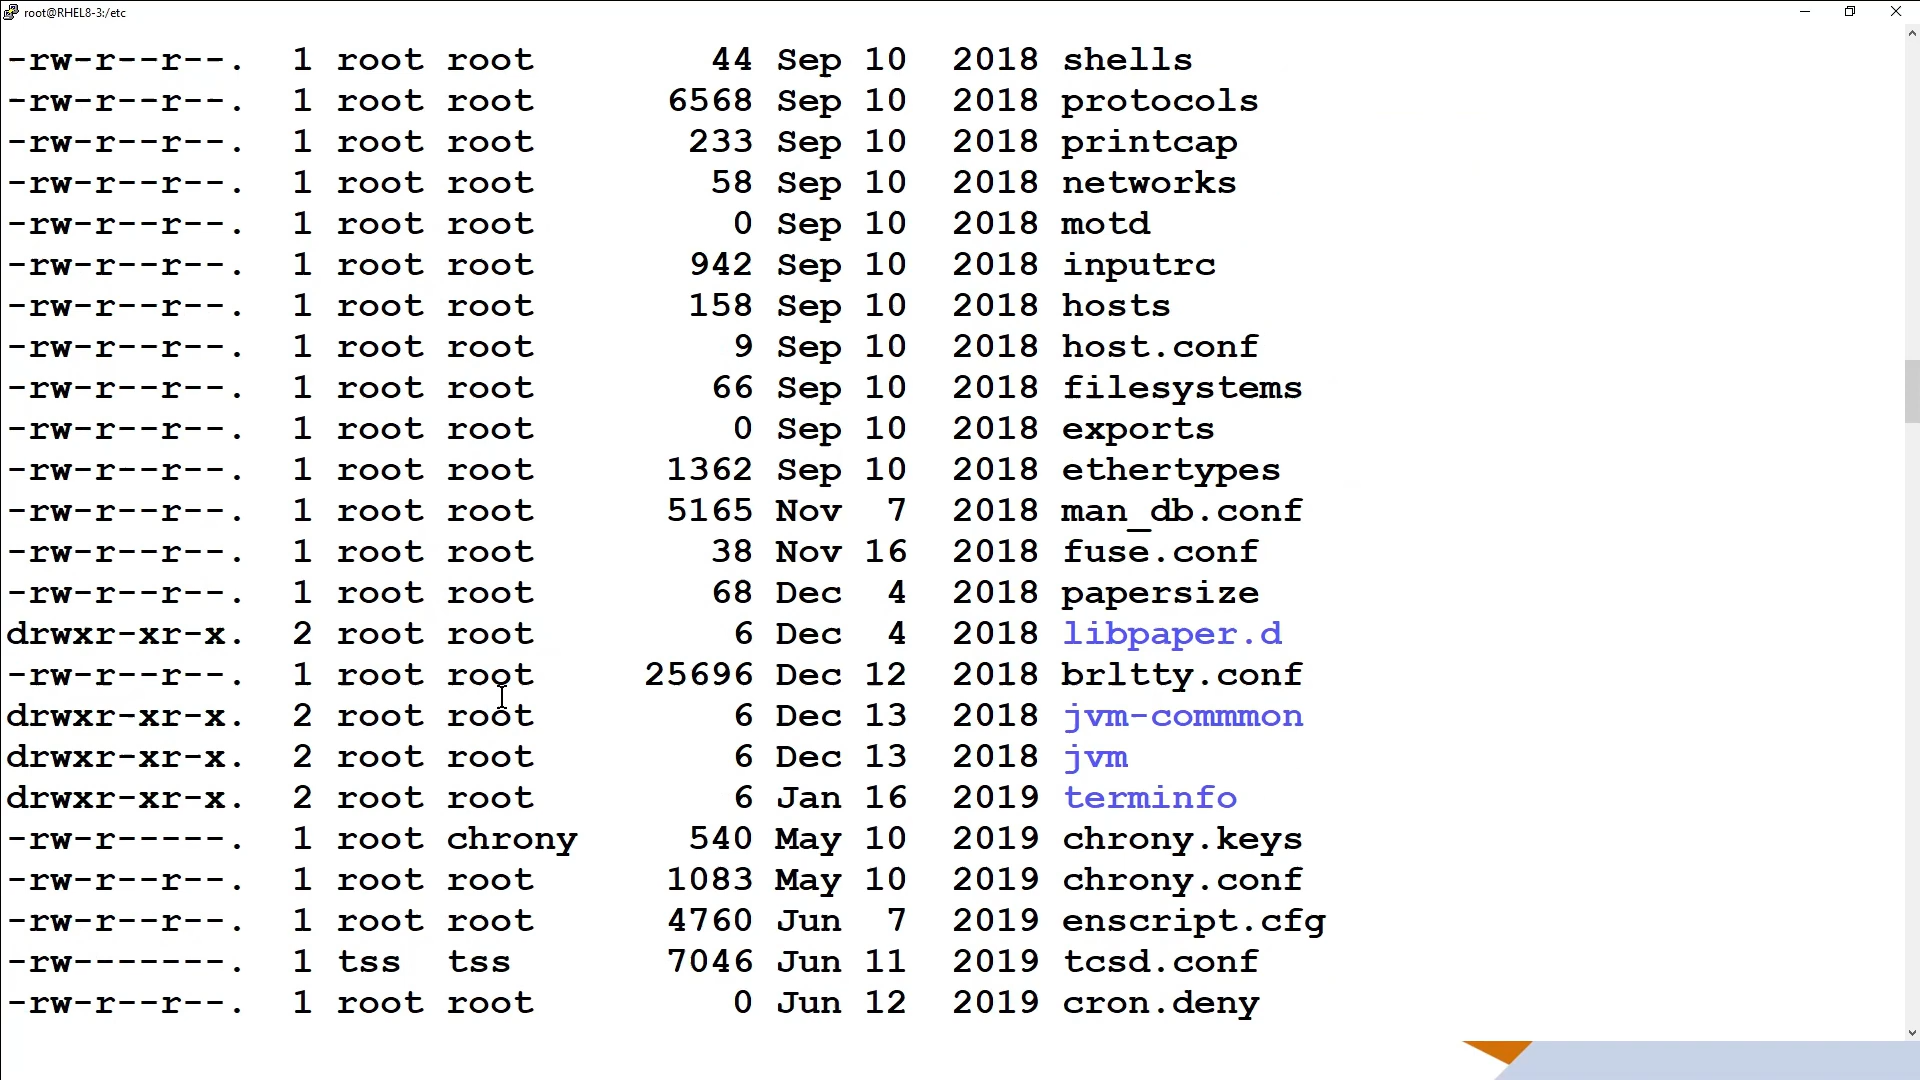 root@RHEL8-3:/etc
-rw-r--r--.  1 root root      44 Sep 10  2018 shells
-rw-r--r--.  1 root root    6568 Sep 10  2018 protocols
-rw-r--r--.  1 root root     233 Sep 10  2018 printcap
-rw-r--r--.  1 root root      58 Sep 10  2018 networks
-rw-r--r--.  1 root root       0 Sep 10  2018 motd
-rw-r--r--.  1 root root     942 Sep 10  2018 inputrc
-rw-r--r--.  1 root root     158 Sep 10  2018 hosts
-rw-r--r--.  1 root root       9 Sep 10  2018 host.conf
-rw-r--r--.  1 root root      66 Sep 10  2018 filesystems
-rw-r--r--.  1 root root       0 Sep 10  2018 exports
-rw-r--r--.  1 root root    1362 Sep 10  2018 ethertypes
-rw-r--r--.  1 root root    5165 Nov  7  2018 man_db.conf
-rw-r--r--.  1 root root      38 Nov 16  2018 fuse.conf
-rw-r--r--.  1 root root      68 Dec  4  2018 papersize
drwxr-xr-x.  2 root root       6 Dec  4  2018 libpaper.d
-rw-r--r--.  1 root root   25696 Dec 12  2018 brltty.conf
drwxr-xr-x.  2 root root       6 Dec 13  2018 jvm-commmon
drwxr-xr-x.  2 root root       6 Dec 13  2018 jvm
drwxr-xr-x.  2 root root       6 Jan 16  2019 terminfo
-rw-r-----.  1 root chrony   540 May 10  2019 chrony.keys
-rw-r--r--.  1 root root    1083 May 10  2019 chrony.conf
-rw-r--r--.  1 root root    4760 Jun  7  2019 enscript.cfg
-rw-------.  1 tss  tss     7046 Jun 11  2019 tcsd.conf
-rw-r--r--.  1 root root       0 Jun 12  2019 cron.deny